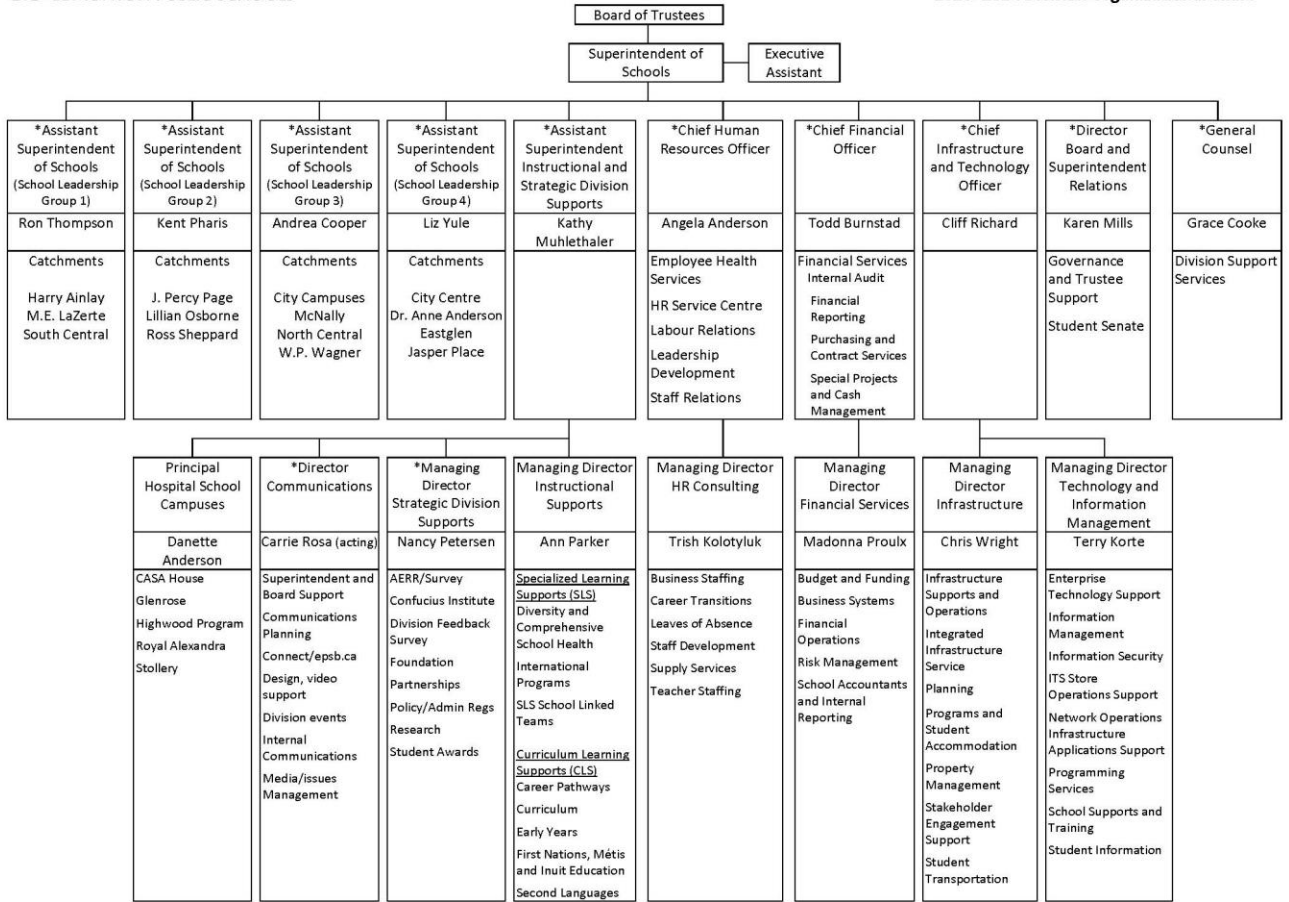 Board of Trustees
Superintendent of
Schools
Executive
Assistant
*Assistant
Superintendent
of Schools
(School Leadership
Group 1)
Ron Thompson
Catchments
Harry Ainlay
M.E. LaZerte
South Central
*Assistant
Superintendent
of Schools
(School Leadership
Group 2)
Kent Pharis
Catchments
J. Percy Page
Lillian Osborne
Ross Sheppard
*Assistant
Superintendent
of Schools
(School Leadership
Group 3)
Andrea Cooper
Catchments
City Campuses
McNally
North Central
W.P. Wagner
*Assistant
Superintendent
of Schools
(School Leadership
Group 4)
Liz Yule
Catchments
City Centre
Dr. Anne Anderson
Eastglen
Jasper Place
*Assistant
Superintendent
Instructional and
Strategic Division
Supports
Kathy
Muhlethaler
*Chief Human
Resources Officer
Angela Anderson
Employee Health
Services
HR Service Centre
Labour Relations
Leadership
Development
Staff Relations
*Chief Financial
Officer
Todd Burnstad
Financial Services
Internal Audit
Financial
Reporting
Purchasing and
Contract Services
Special Projects
and Cash
Management
*Chief
Infrastructure
and Technology
Officer
Cliff Richard
*Director
Board and
Superintendent
Relations
Karen Mills
Governance
and Trustee
Support
Student Senate
*General
Counsel
Grace Cooke
Division Support
Services
Principal
Hospital School
Campuses
Danette
Anderson
CASA House
Glenrose
Highwood Program
Royal Alexandra
Stollery
*Director
Communications
Carrie Rosa (acting)
Superintendent and
Board Support
Communications
Planning
Connect/epsb.ca
Design, video
support
Division events
Internal
Communications
Media/issues
Management
*Managing
Director
Strategic Division
Supports
Nancy Petersen
AERR/Survey
Confucius Institute
Division Feedback
Survey
Foundation
Partnerships
Policy/Admin Regs
Research
Student Awards
Managing Director
Instructional
Supports
Ann Parker
Specialized Learning
Supports (SLS)
Diversity and
Comprehensive
School Health
International
Programs
SLS School Linked
Teams
Curriculum Learning
Supports (CLS)
Career Pathways
Curriculum
Early Years
First Nations, Métis
and Inuit Education
Second Languages
Managing Director
HR Consulting
Trish Kolotyluk
Business Staffing
Career Transitions
Leaves of Absence
Staff Development
Supply Services
Teacher Staffing
Managing
Director
Financial Services
Madonna Proulx
Budget and Funding
Business Systems
Financial
Operations
Risk Management
School Accountants
and Internal
Reporting
Managing
Director
Infrastructure
Chris Wright
Infrastructure
Supports and
Operations
Integrated
Infrastructure
Service
Planning
Programs and
Student
Accommodation
Property
Management
Stakeholder
Engagement
Support
Student
Transportation
Managing Director
Technology and
Information
Management
Terry Korte
Enterprise
Technology Support
Information
Management
Information Security
ITS Store
Operations Support
Network Operations
Infrastructure
Applications Support
Programming
Services
School Supports and
Training
Student Information